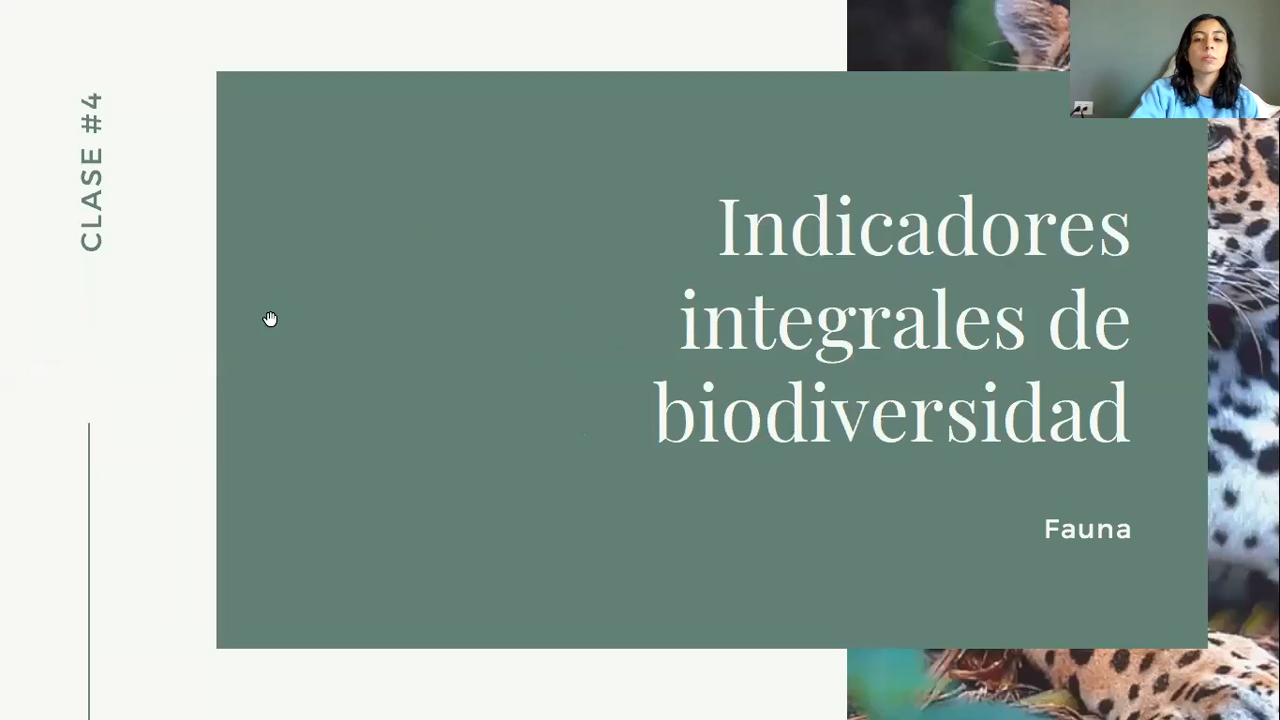 CLASE #4
Indicadores
integrales de
biodiversidad
Fauna